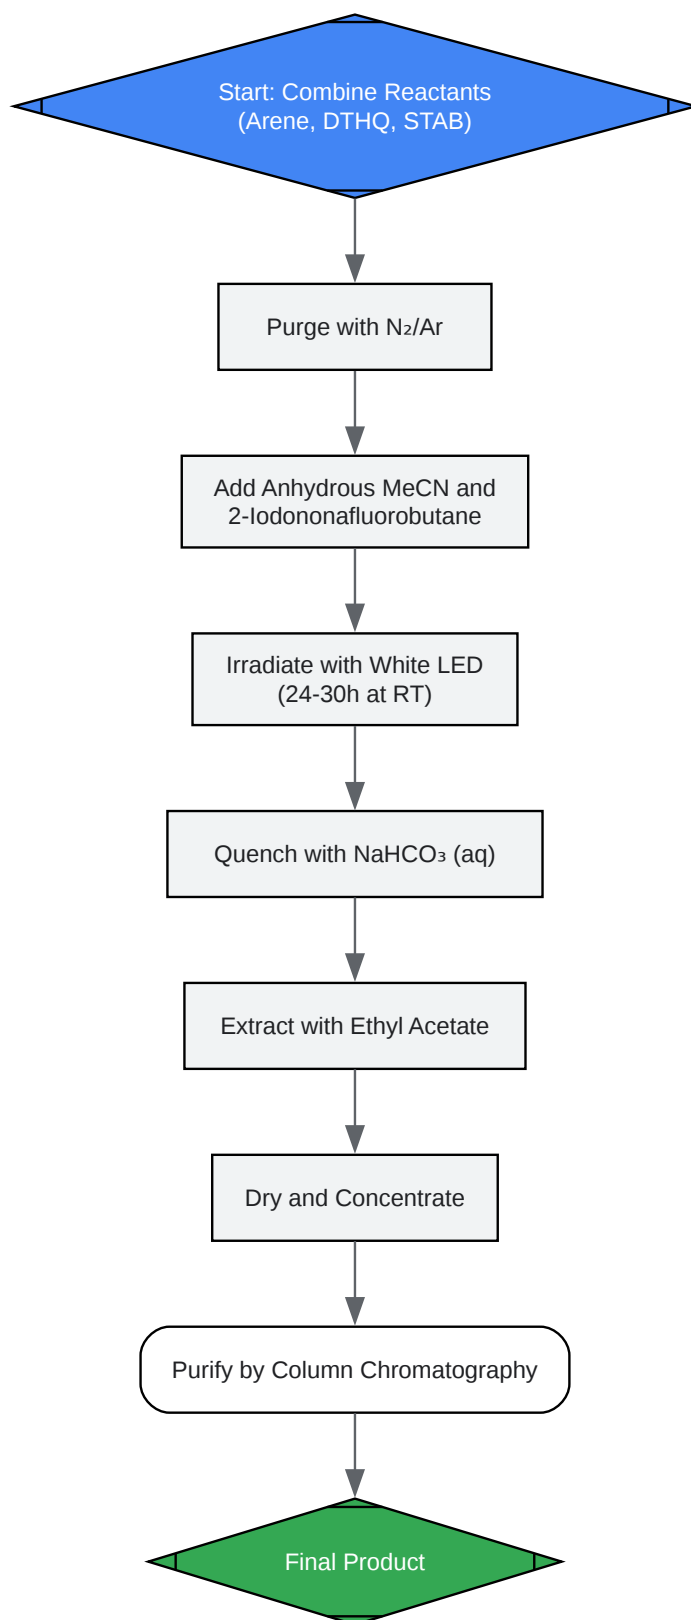 Start: Combine Reactants
(Arene, DTHQ, STAB)
Purge with N₂/Ar
Add Anhydrous MeCN and
2-Iodononafluorobutane
Irradiate with White LED
(24-30h at RT)
Quench with NaHCO₃ (aq)
Extract with Ethyl Acetate
Dry and Concentrate
Purify by Column Chromatography
Final Product